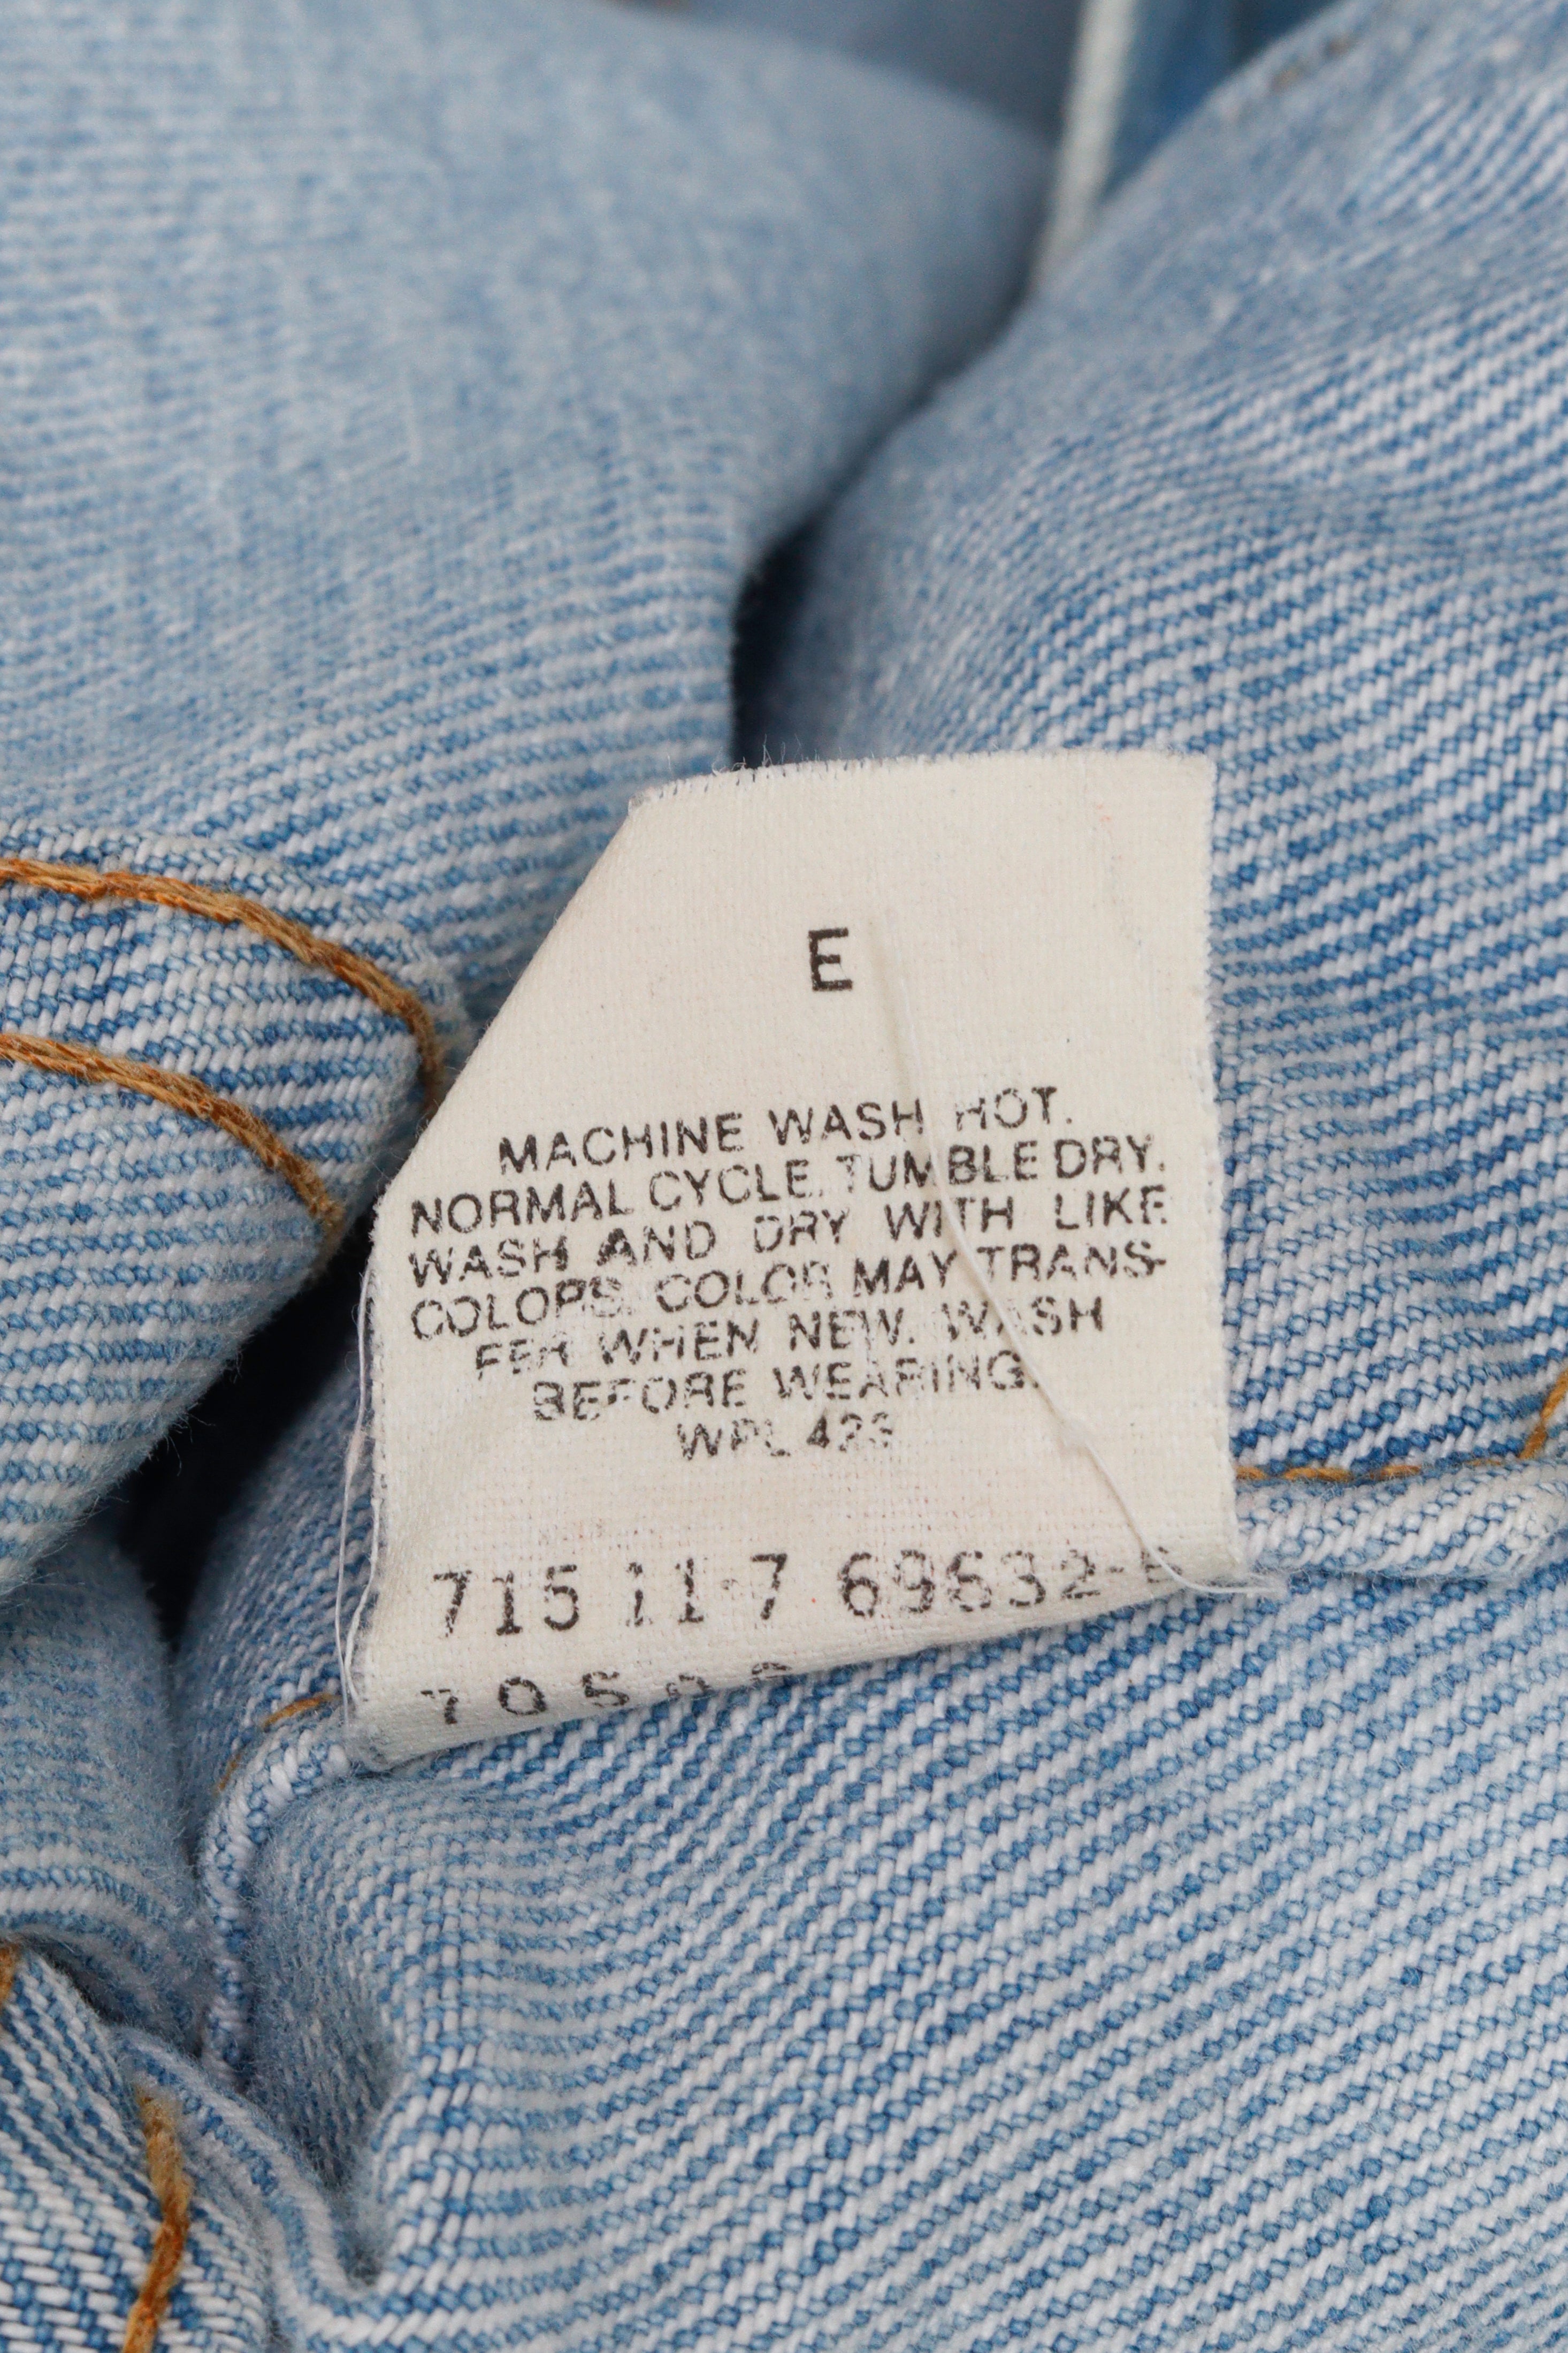 E
MACHINE WASH HOT.
NORMAL CYCLE. TUMBLE DRY.
WASH AND DRY WITH LIKE
COLORS. COLOR MAY TRANS-
FER WHEN NEW. WASH
BEFORE WEARING.
WPL 423
715 11-7 69632-